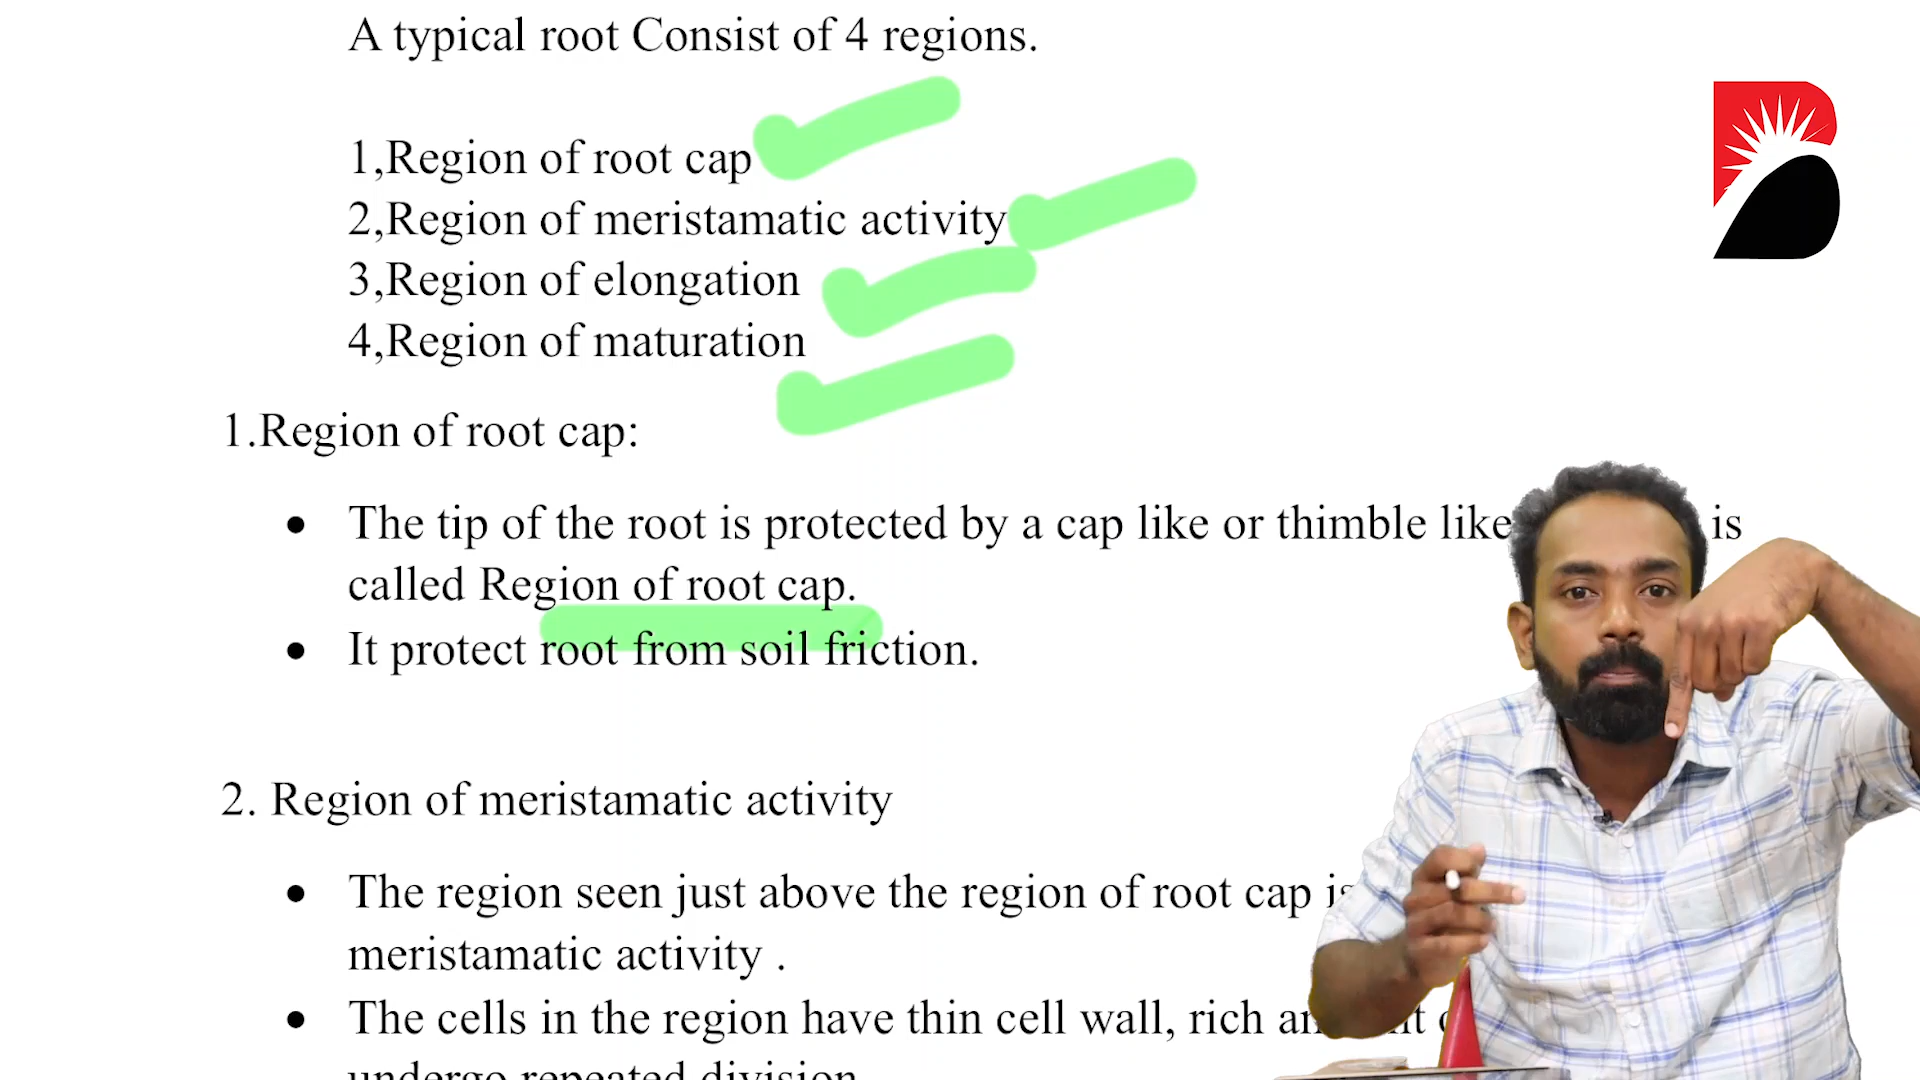 A typical root Consist of 4 regions.
1,Region of root cap
2,Region of meristamatic activity
3,Region of elongation
4,Region of maturation
1.Region of root cap:
• The tip of the root is protected by a cap like or thimble like is
called Region of root cap.
• It protect root from soil friction.
2. Region of meristamatic activity
• The region seen just above the region of root cap is
meristamatic activity .
• The cells in the region have thin cell wall, rich
undergo repeated division